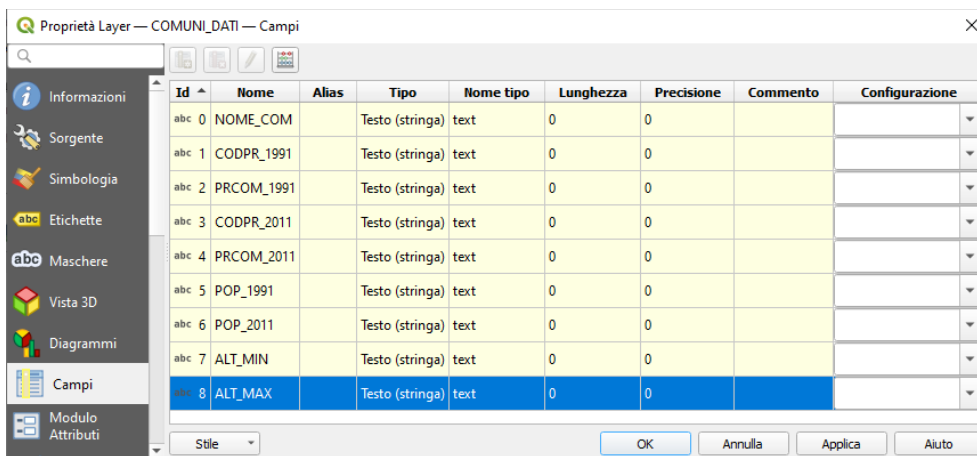 Proprietà Layer — COMUNI_DATI — Campi
Informazioni
Sorgente
Simbologia
abc Etichette
abc Maschere
Vista 3D
Diagrammi
Campi
Modulo
Attributi
Id Nome Alias Tipo Nome tipo Lunghezza Precisione Commento Configurazione
abc 0 NOME_COM Testo (stringa) text 0 0
abc 1 CODPR_1991 Testo (stringa) text 0 0
abc 2 PRCOM_1991 Testo (stringa) text 0 0
abc 3 CODPR_2011 Testo (stringa) text 0 0
abc 4 PRCOM_2011 Testo (stringa) text 0 0
abc 5 POP_1991 Testo (stringa) text 0 0
abc 6 POP_2011 Testo (stringa) text 0 0
abc 7 ALT_MIN Testo (stringa) text 0 0
abc 8 ALT_MAX Testo (stringa) text 0 0
Stile OK Annulla Applica Aiuto